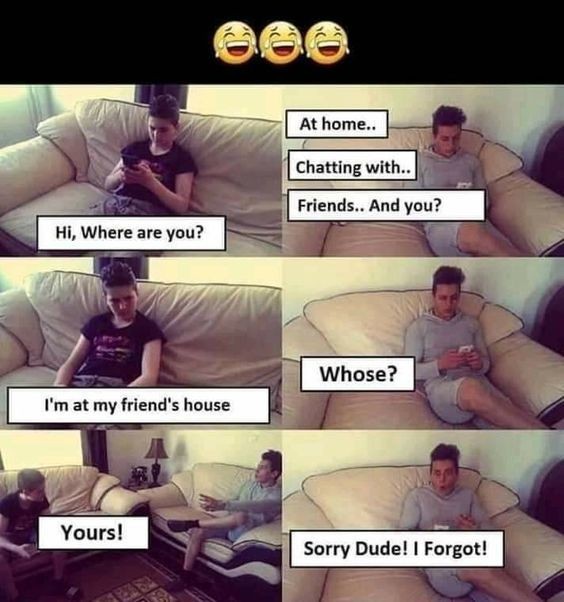 Hi, Where are you?
At home..
Chatting with..
Friends.. And you?
I'm at my friend's house
Whose?
Yours!
Sorry Dude! I Forgot!